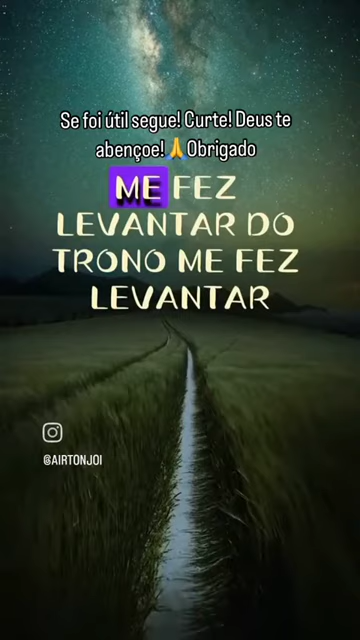 Se foi útil segue! Curte! Deus te
abençoe!🙏Obrigado
ME FEZ
LEVANTAR DO
TRONO ME FEZ
LEVANTAR
@AIRTONJOI